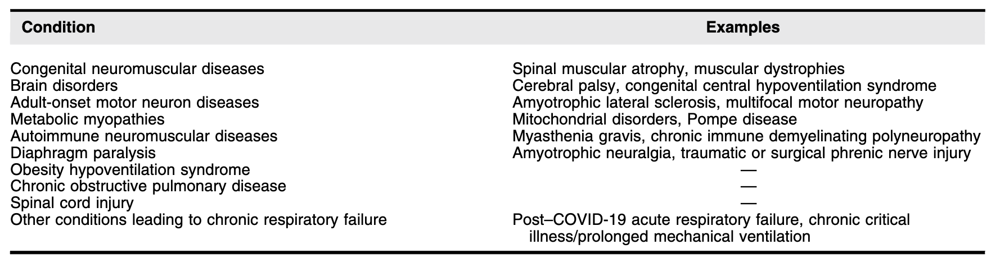 Condition Examples
Congenital neuromuscular diseases Spinal muscular atrophy, muscular dystrophies
Brain disorders Cerebral palsy, congenital central hypoventilation syndrome
Adult-onset motor neuron diseases Amyotrophic lateral sclerosis, multifocal motor neuropathy
Metabolic myopathies Mitochondrial disorders, Pompe disease
Autoimmune neuromuscular diseases Myasthenia gravis, chronic immune demyelinating polyneuropathy
Diaphragm paralysis Amyotrophic neuralgia, traumatic or surgical phrenic nerve injury
Obesity hypoventilation syndrome —
Chronic obstructive pulmonary disease —
Spinal cord injury —
Other conditions leading to chronic respiratory failure Post–COVID-19 acute respiratory failure, chronic critical
illness/prolonged mechanical ventilation